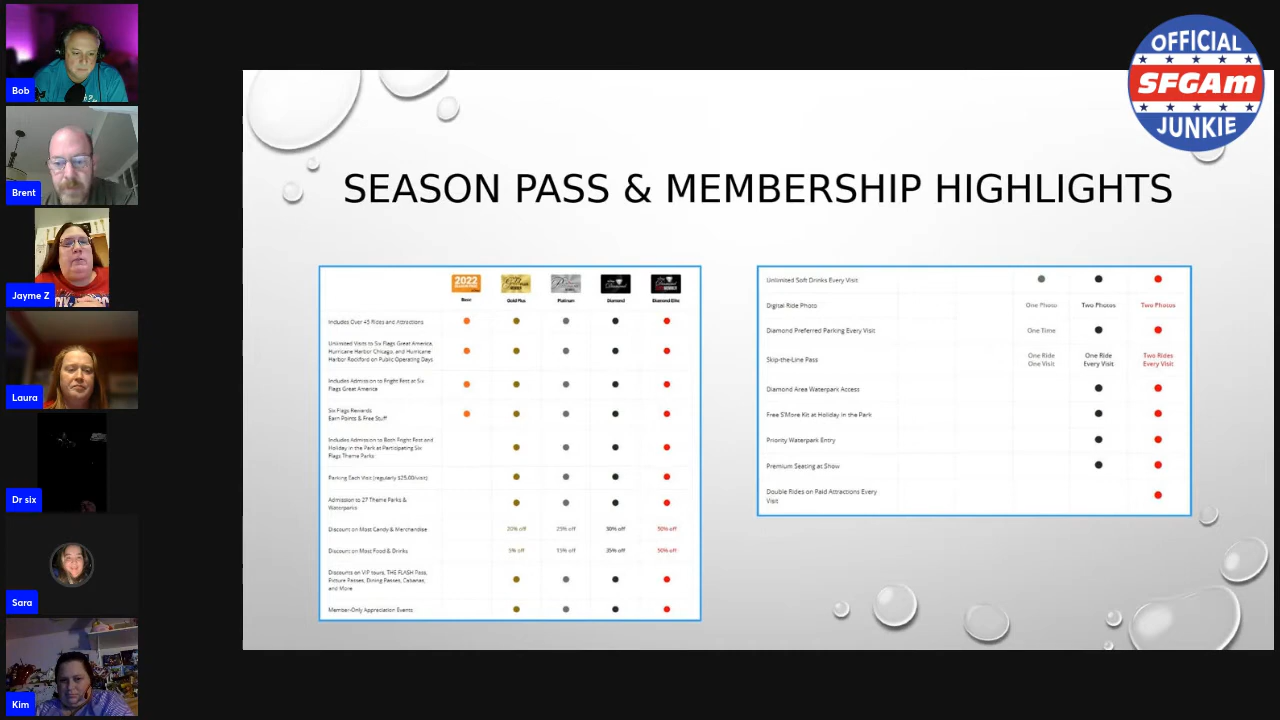 Bob
Brent
Jayme Z
Laura
Dr six
Sara
Kim
OFFICIAL
SFGAm
JUNKIE
SEASON PASS & MEMBERSHIP HIGHLIGHTS
2022
Gold Plus Platinum Diamond Diamond Elite
Includes Over 45 Rides and Attractions
Unlimited Visits to Six Flags Great America,
Hurricane Harbor Chicago, and Hurricane
Harbor Rockford on Public Operating Days
Includes Admission to Fright Fest at Six
Flags Great America
Six Flags Rewards
Earn Points & Free Stuff
Includes Admission to Both Fright Fest and
Holiday in the Park at Participating Six
Flags Theme Parks
Parking Each Visit (regularly $25.00/visit)
Admission to 27 Theme Parks &
Waterparks
Discount on Most Candy & Merchandise 20% off 25% off 50% off
Discount on Most Food & Drinks 5% off 15% off 35% off 50% off
Discounts on VIP tours, THE FLASH Pass,
Picture Passes, Dining Passes, Cabanas,
and More
Member-Only Appreciation Events
Unlimited Soft Drinks Every Visit
Digital Ride Photo One Photo Two Photos Two Photos
Diamond Preferred Parking Every Visit One Time
Skip-the-Line Pass One Ride One Ride Two Rides
One Visit Every Visit Every Visit
Diamond Area Waterpark Access
Free S'More Kit at Holiday in the Park
Priority Waterpark Entry
Premium Seating at Show
Double Rides on Paid Attractions Every
Visit